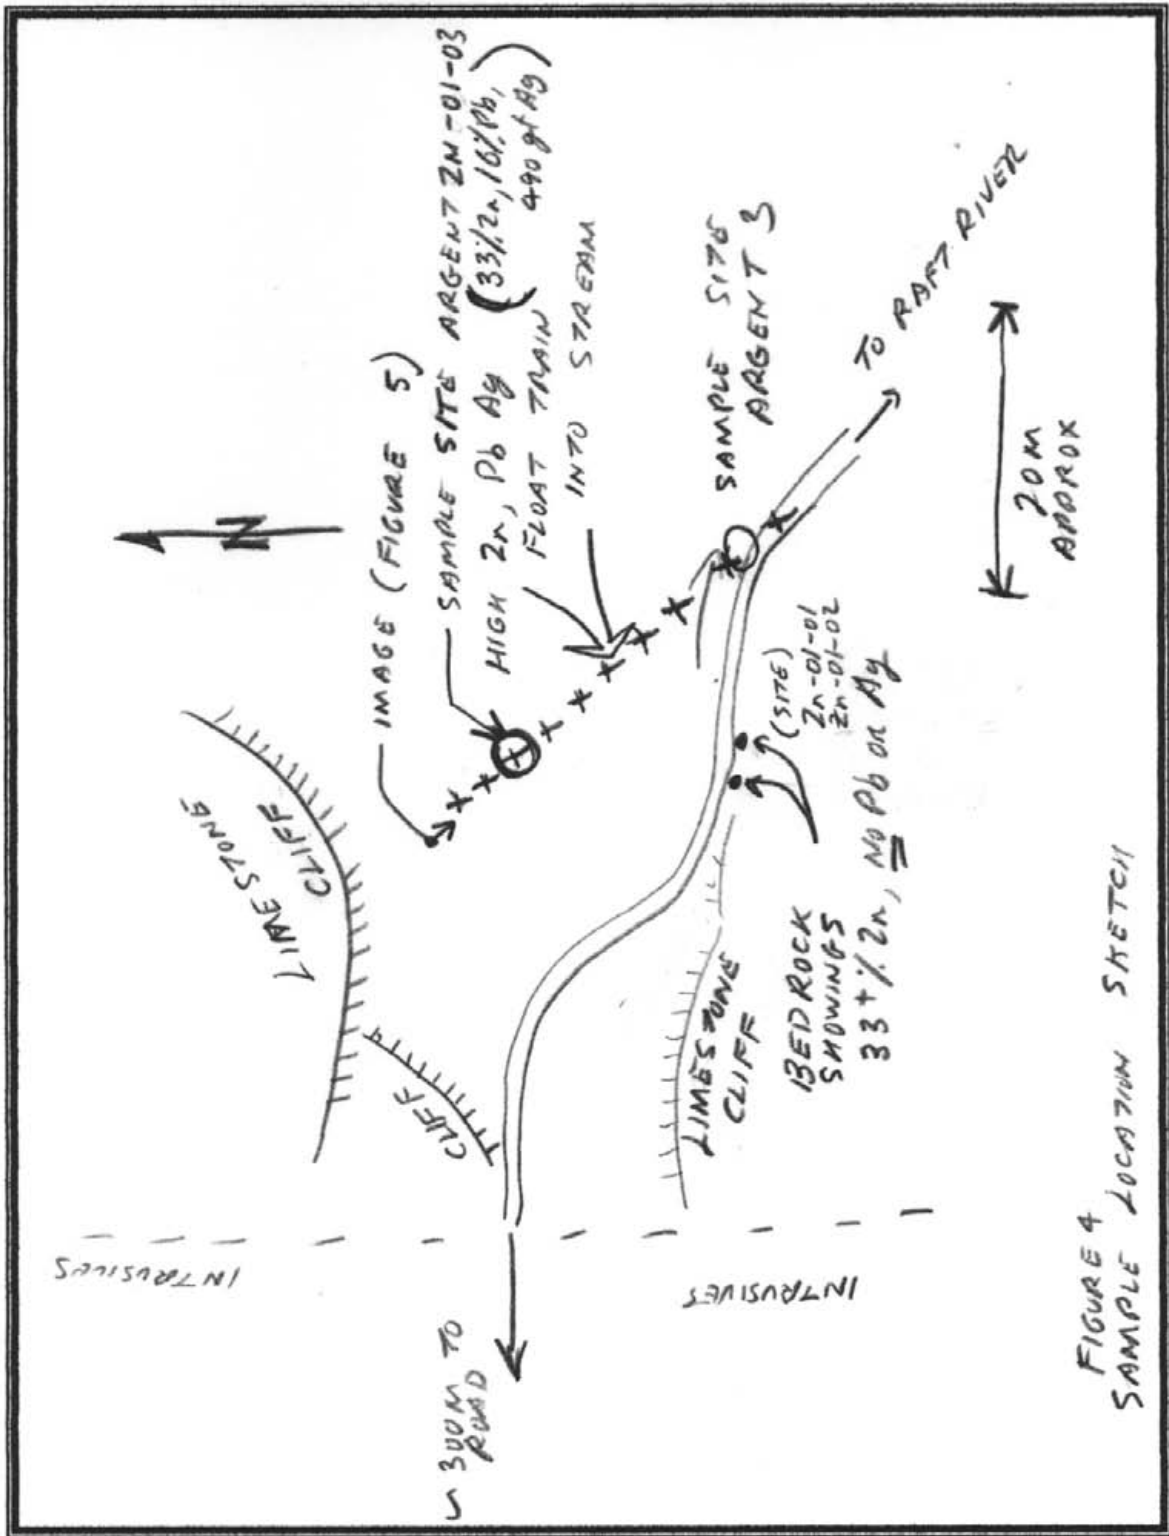 N
IMAGE (FIGURE 5)
SAMPLE SITE ARGENT ZN-01-03
HIGH Zn, Pb Ag (33% Zn, 16% Pb,
490 gt Ag)
FLOAT TRAIN
INTO STREAM
LIMESTONE
CLIFF
CLIFF
INTRUSIVES
SAMPLE SITE
ARGENT 3
TO RAFT RIVER
20M
APPROX
(SITE)
Zn-01-01
Zn-01-02
BEDROCK
SHOWINGS
33+% Zn, NO Pb OR Ag
LIMESTONE
CLIFF
INTRUSIVES
~ 300M TO
ROAD
FIGURE 4
SAMPLE LOCATION SKETCH